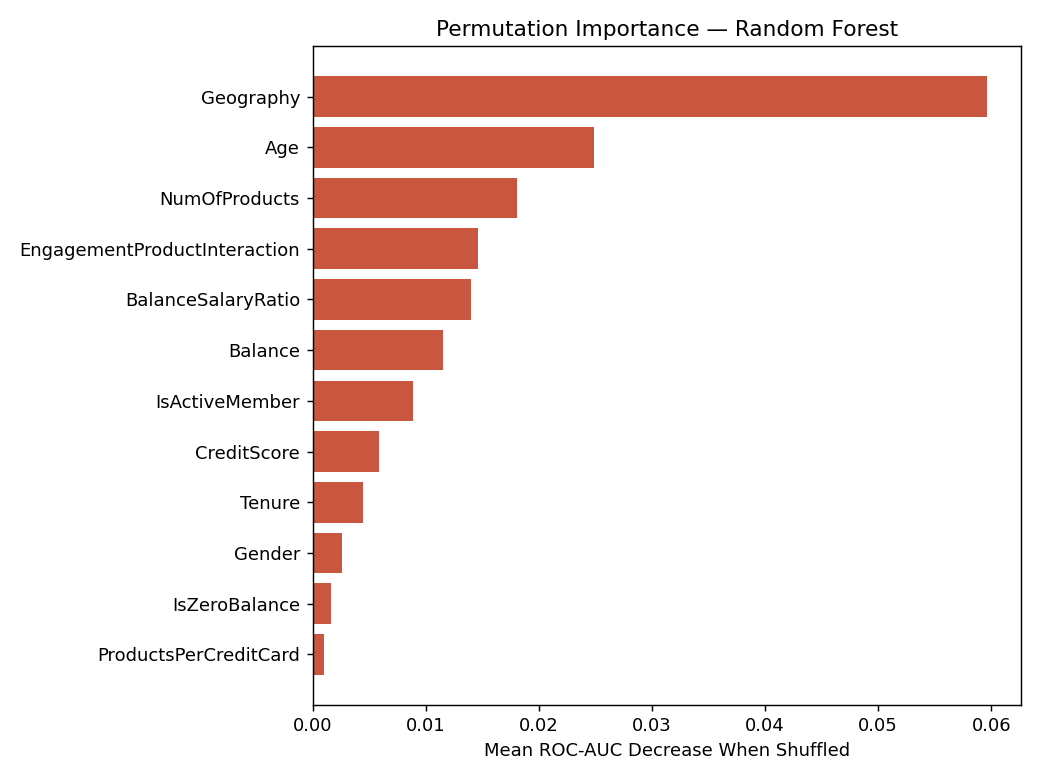 Permutation Importance — Random Forest
Geography
Age
NumOfProducts
EngagementProductInteraction
BalanceSalaryRatio
Balance
IsActiveMember
CreditScore
Tenure
Gender
IsZeroBalance
ProductsPerCreditCard
0.00 0.01 0.02 0.03 0.04 0.05 0.06
Mean ROC-AUC Decrease When Shuffled